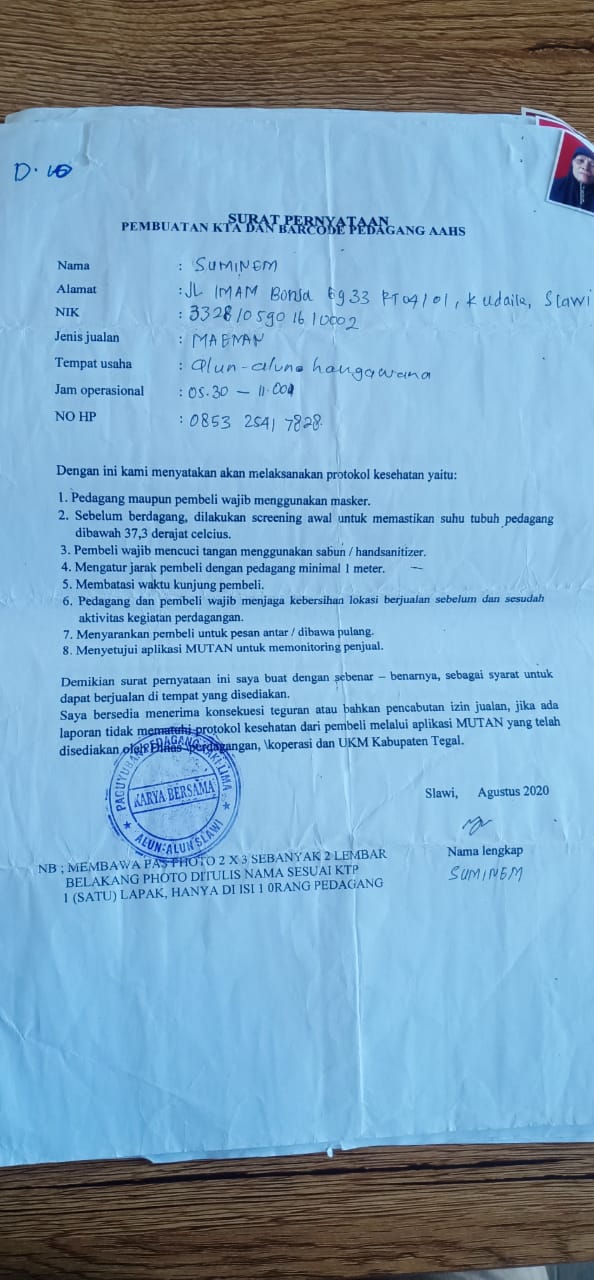 D.10
SURAT PERNYATAAN
PEMBUATAN KTA DAN BARCODE PEDAGANG AAHS
Nama : SUMINEM
Alamat : JL IMAM Bonsd 6g33 RT04/01, Kudaile, Slawi
NIK : 3328105901610002
Jenis jualan : MAENAN
Tempat usaha : alun-alun hanggawana
Jam operasional : 05.30 – 11.00
NO HP : 0853 2541 7828
Dengan ini kami menyatakan akan melaksanakan protokol kesehatan yaitu:
1. Pedagang maupun pembeli wajib menggunakan masker.
2. Sebelum berdagang, dilakukan screening awal untuk memastikan suhu tubuh pedagang
dibawah 37,3 derajat celcius.
3. Pembeli wajib mencuci tangan menggunakan sabun / handsanitizer.
4. Mengatur jarak pembeli dengan pedagang minimal 1 meter.
5. Membatasi waktu kunjung pembeli.
6. Pedagang dan pembeli wajib menjaga kebersihan lokasi berjualan sebelum dan sesudah
aktivitas kegiatan perdagangan.
7. Menyarankan pembeli untuk pesan antar / dibawa pulang.
8. Menyetujui aplikasi MUTAN untuk memonitoring penjual.
Demikian surat pernyataan ini saya buat dengan sebenar – benarnya, sebagai syarat untuk
dapat berjualan di tempat yang disediakan.
Saya bersedia menerima konsekuesi teguran atau bahkan pencabutan izin jualan, jika ada
laporan tidak mematuhi protokol kesehatan dari pembeli melalui aplikasi MUTAN yang telah
disediakan oleh Dinas perdagangan, \koperasi dan UKM Kabupaten Tegal.
PAGUYUBAN PEDAGANG KAKI LIMA
KARYA BERSAMA
ALUN-ALUN SLAWI
Slawi, Agustus 2020
Nama lengkap
SUMINEM
NB ; MEMBAWA PAS PHOTO 2 X 3 SEBANYAK 2 LEMBAR
BELAKANG PHOTO DITULIS NAMA SESUAI KTP
1 (SATU) LAPAK, HANYA DI ISI 1 0RANG PEDAGANG